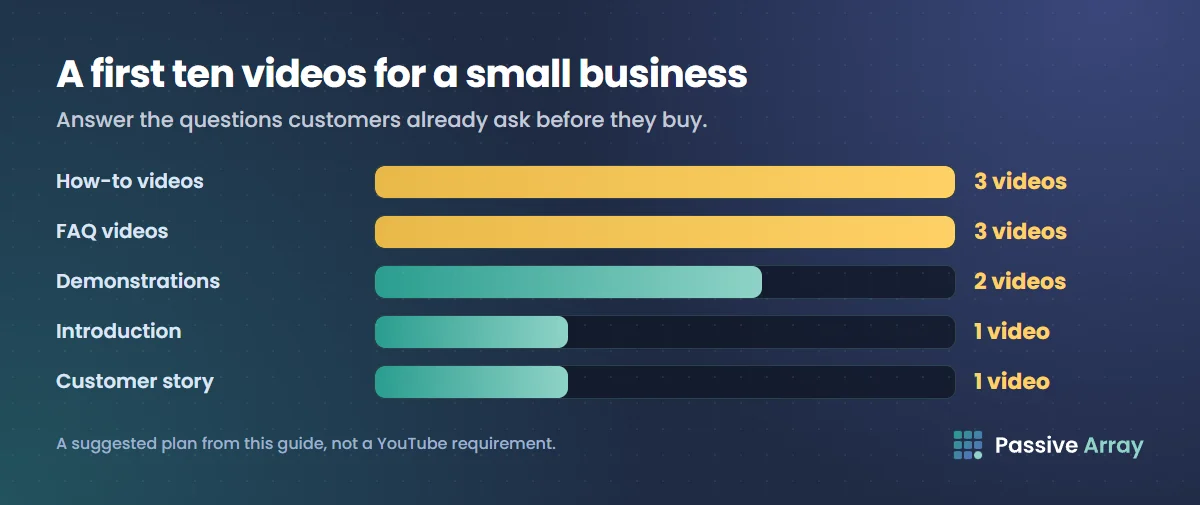 A first ten videos for a small business
Answer the questions customers already ask before they buy.
How-to videos 3 videos
FAQ videos 3 videos
Demonstrations 2 videos
Introduction 1 video
Customer story 1 video
A suggested plan from this guide, not a YouTube requirement.
Passive Array